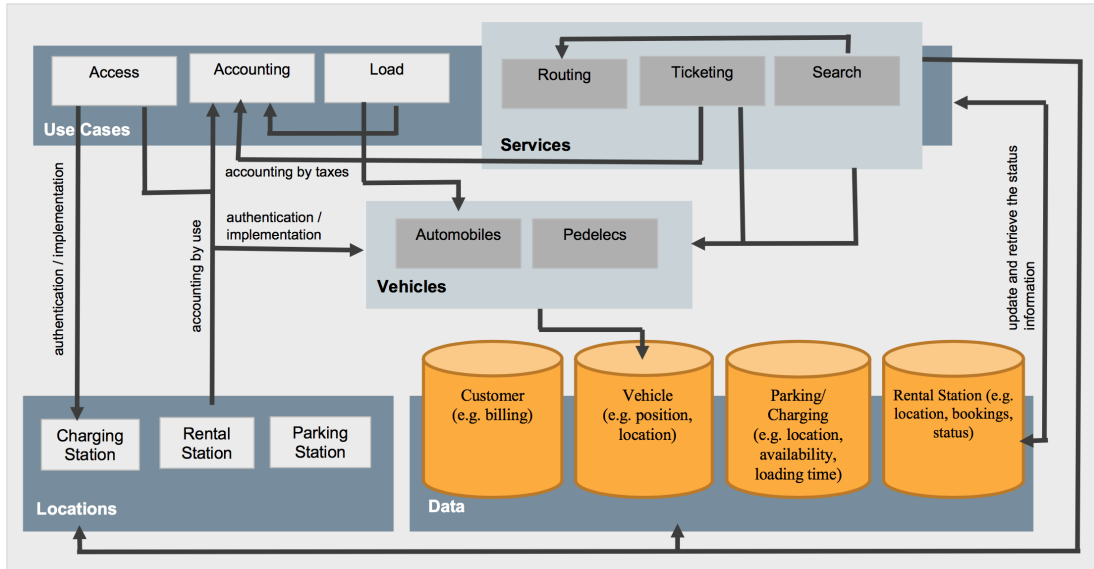 Access
Accounting
Load
Use Cases
Routing
Ticketing
Search
Services
accounting by taxes
authentication / implementation
accounting by use
authentication /
implementation
Automobiles
Pedelecs
Vehicles
update and retrieve the status
information
Charging
Station
Rental
Station
Parking
Station
Locations
Customer
(e.g. billing)
Vehicle
(e.g. position,
location)
Parking/
Charging
(e.g. location,
availability,
loading time)
Rental Station (e.g.
location, bookings,
status)
Data